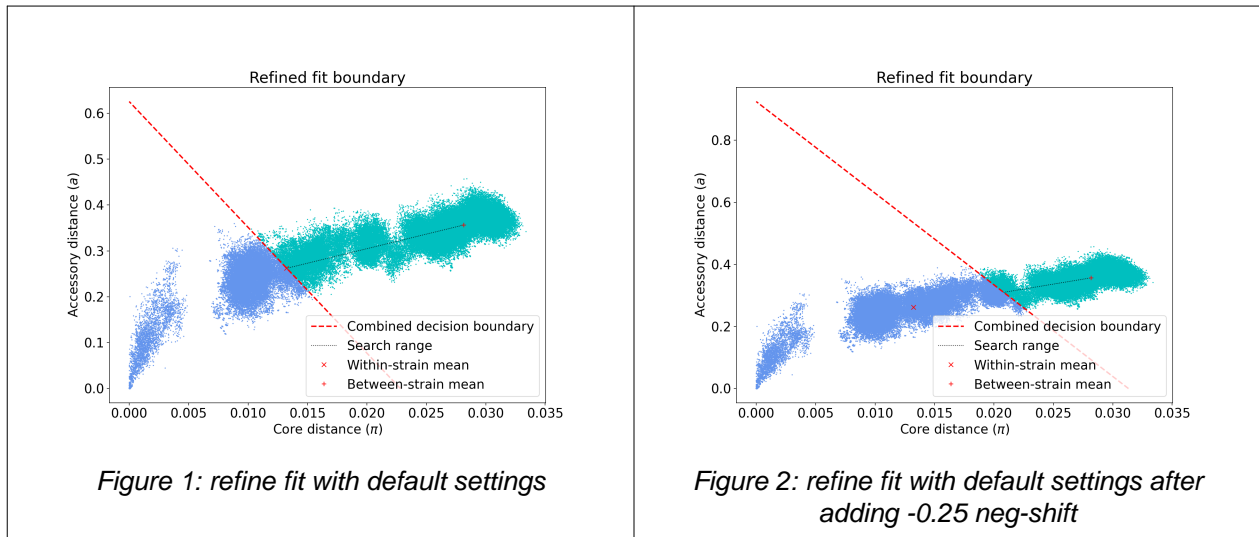 Refined fit boundary
0.6
0.5
0.4
0.3
0.2
0.1
0.0
Accessory distance (a)
0.000 0.005 0.010 0.015 0.020 0.025 0.030 0.035
Core distance (π)
Combined decision boundary
Search range
Within-strain mean
Between-strain mean
Figure 1: refine fit with default settings
Refined fit boundary
0.8
0.6
0.4
0.2
0.0
Accessory distance (a)
0.000 0.005 0.010 0.015 0.020 0.025 0.030 0.035
Core distance (π)
Combined decision boundary
Search range
Within-strain mean
Between-strain mean
Figure 2: refine fit with default settings after
adding -0.25 neg-shift